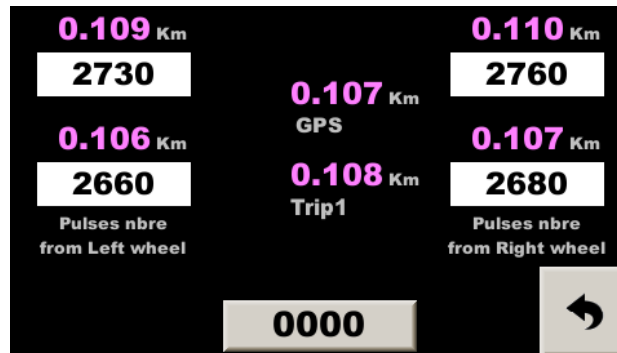 0.109 Km
2730
0.106 Km
2660
Pulses nbre
from Left wheel
0.107 Km
GPS
0.108 Km
Trip1
0.110 Km
2760
0.107 Km
2680
Pulses nbre
from Right wheel
0000